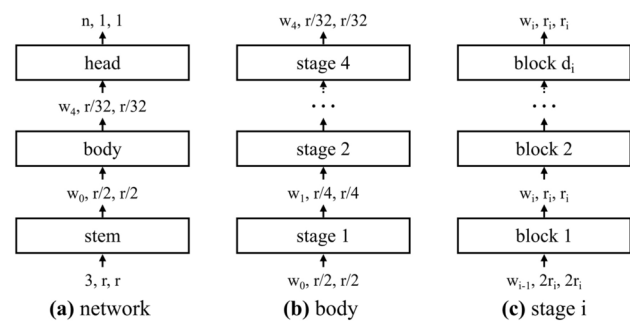 n, 1, 1
head
w4, r/32, r/32
body
w0, r/2, r/2
stem
3, r, r
(a) network
w4, r/32, r/32
stage 4
...
stage 2
w1, r/4, r/4
stage 1
w0, r/2, r/2
(b) body
wi, ri, ri
block di
...
block 2
wi, ri, ri
block 1
wi-1, 2ri, 2ri
(c) stage i